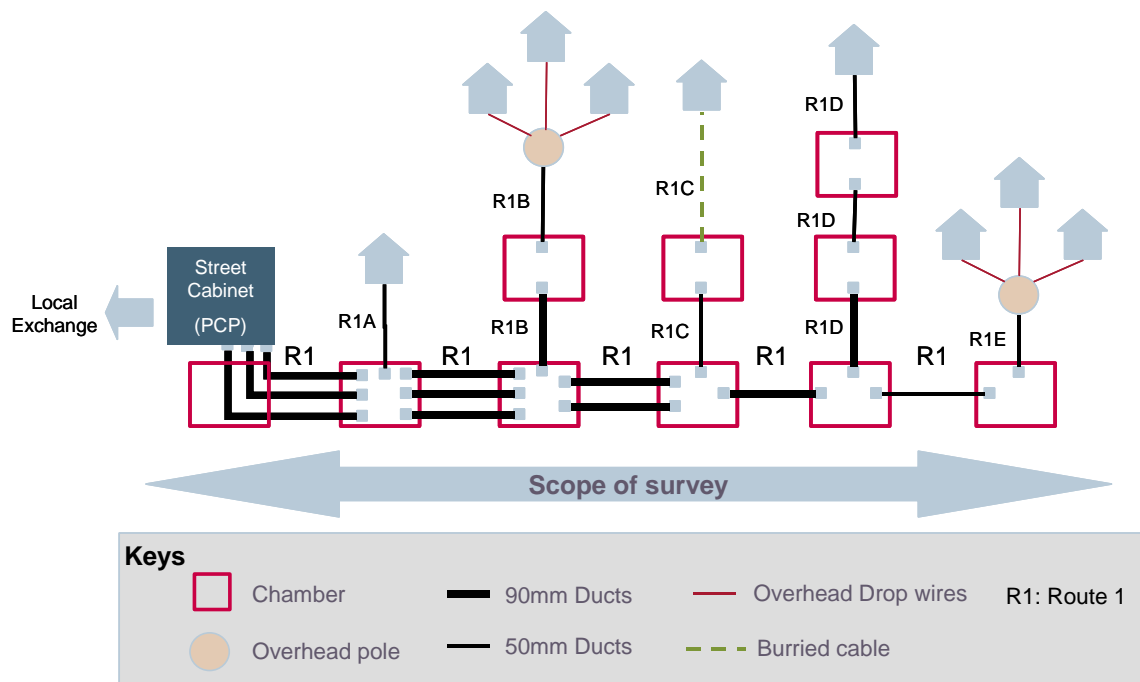 R1D
R1B
R1C
R1D
Street
Cabinet
(PCP)
Local
Exchange
R1A
R1B
R1C
R1D
R1E
R1
R1
R1
R1
R1
Scope of survey
Keys
Chamber
90mm Ducts
Overhead Drop wires
R1: Route 1
Overhead pole
50mm Ducts
Burried cable